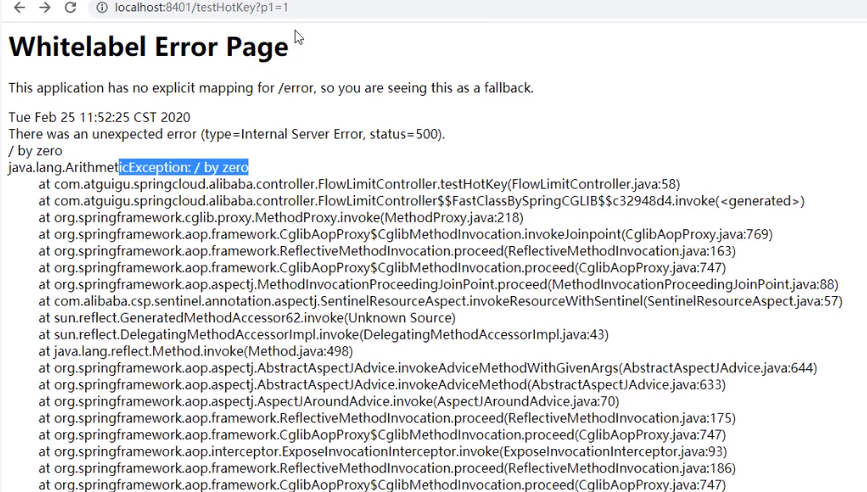 localhost:8401/testHotKey?p1=1
Whitelabel Error Page
This application has no explicit mapping for /error, so you are seeing this as a fallback.
Tue Feb 25 11:52:25 CST 2020
There was an unexpected error (type=Internal Server Error, status=500).
/ by zero
java.lang.ArithmeticException: / by zero
at com.atguigu.springcloud.alibaba.controller.FlowLimitController.testHotKey(FlowLimitController.java:58)
at com.atguigu.springcloud.alibaba.controller.FlowLimitController$$FastClassBySpringCGLIB$$c32948d4.invoke(<generated>)
at org.springframework.cglib.proxy.MethodProxy.invoke(MethodProxy.java:218)
at org.springframework.aop.framework.CglibAopProxy$CglibMethodInvocation.invokeJoinpoint(CglibAopProxy.java:769)
at org.springframework.aop.framework.ReflectiveMethodInvocation.proceed(ReflectiveMethodInvocation.java:163)
at org.springframework.aop.framework.CglibAopProxy$CglibMethodInvocation.proceed(CglibAopProxy.java:747)
at org.springframework.aop.aspectj.MethodInvocationProceedingJoinPoint.proceed(MethodInvocationProceedingJoinPoint.java:88)
at com.alibaba.csp.sentinel.annotation.aspectj.SentinelResourceAspect.invokeResourceWithSentinel(SentinelResourceAspect.java:57)
at sun.reflect.GeneratedMethodAccessor62.invoke(Unknown Source)
at sun.reflect.DelegatingMethodAccessorImpl.invoke(DelegatingMethodAccessorImpl.java:43)
at java.lang.reflect.Method.invoke(Method.java:498)
at org.springframework.aop.aspectj.AbstractAspectJAdvice.invokeAdviceMethodWithGivenArgs(AbstractAspectJAdvice.java:644)
at org.springframework.aop.aspectj.AbstractAspectJAdvice.invokeAdviceMethod(AbstractAspectJAdvice.java:633)
at org.springframework.aop.aspectj.AspectJAroundAdvice.invoke(AspectJAroundAdvice.java:70)
at org.springframework.aop.framework.ReflectiveMethodInvocation.proceed(ReflectiveMethodInvocation.java:175)
at org.springframework.aop.framework.CglibAopProxy$CglibMethodInvocation.proceed(CglibAopProxy.java:747)
at org.springframework.aop.interceptor.ExposeInvocationInterceptor.invoke(ExposeInvocationInterceptor.java:93)
at org.springframework.aop.framework.ReflectiveMethodInvocation.proceed(ReflectiveMethodInvocation.java:186)
at org.springframework.aop.framework.CglibAopProxy$CglibMethodInvocation.proceed(CglibAopProxy.java:747)